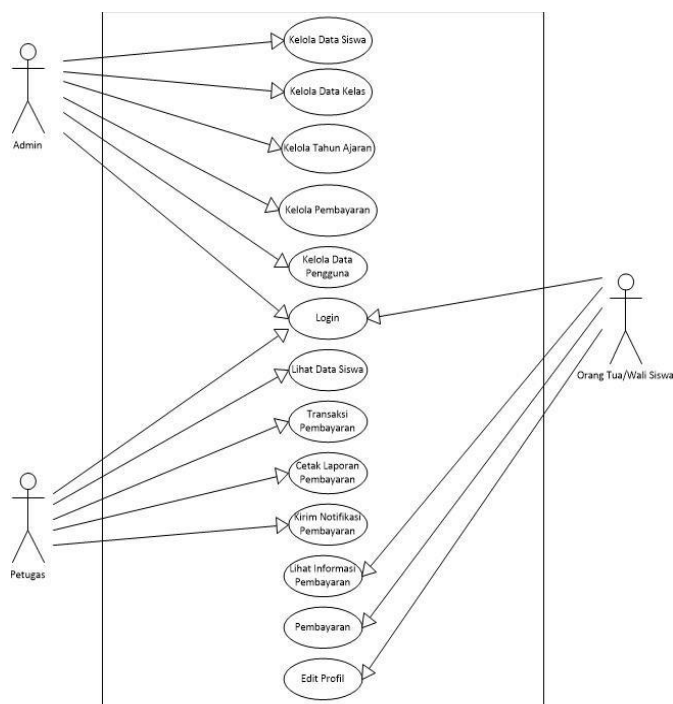 Kelola Data Siswa
Kelola Data Kelas
Admin
Kelola Tahun Ajaran
Kelola Pembayaran
Kelola Data
Pengguna
Login
Orang Tua/Wali Siswa
Lihat Data Siswa
Transaksi
Pembayaran
Cetak Laporan
Pembayaran
Kirim Notifikasi
Pembayaran
Petugas
Lihat Informasi
Pembayaran
Pembayaran
Edit Profil